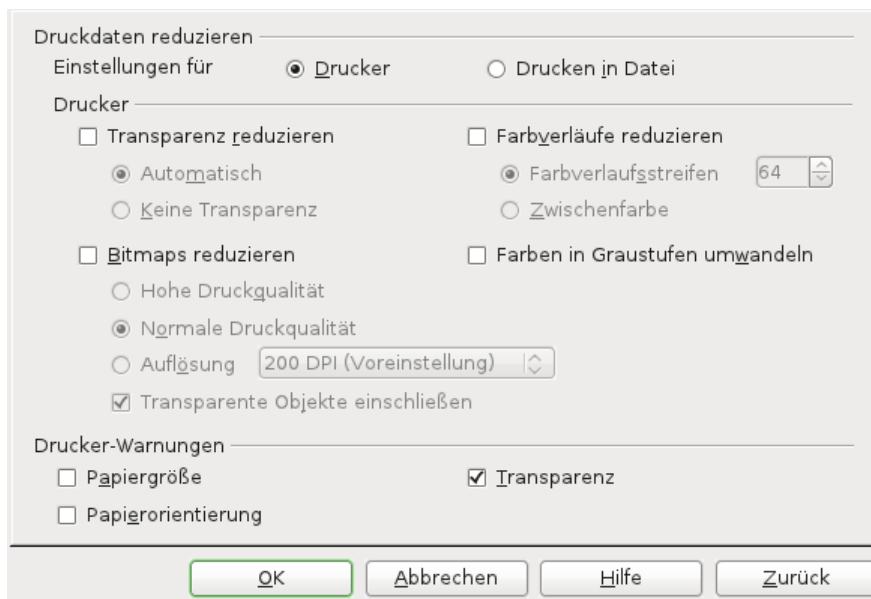 Druckdaten reduzieren
Einstellungen für Drucker Drucken in Datei
Drucker
Transparenz reduzieren Farbverläufe reduzieren
Automatisch Farbverlaufsstreifen 64
Keine Transparenz Zwischenfarbe
Bitmaps reduzieren Farben in Graustufen umwandeln
Hohe Druckqualität
Normale Druckqualität
Auflösung 200 DPI (Voreinstellung)
Transparente Objekte einschließen
Drucker-Warnungen
Papiergröße Transparenz
Papierorientierung
OK Abbrechen Hilfe Zurück